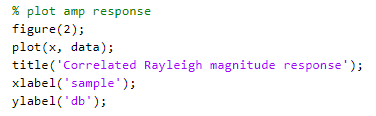 % plot amp response
figure(2);
plot(x, data);
title('Correlated Rayleigh magnitude response');
xlabel('sample');
ylabel('db');